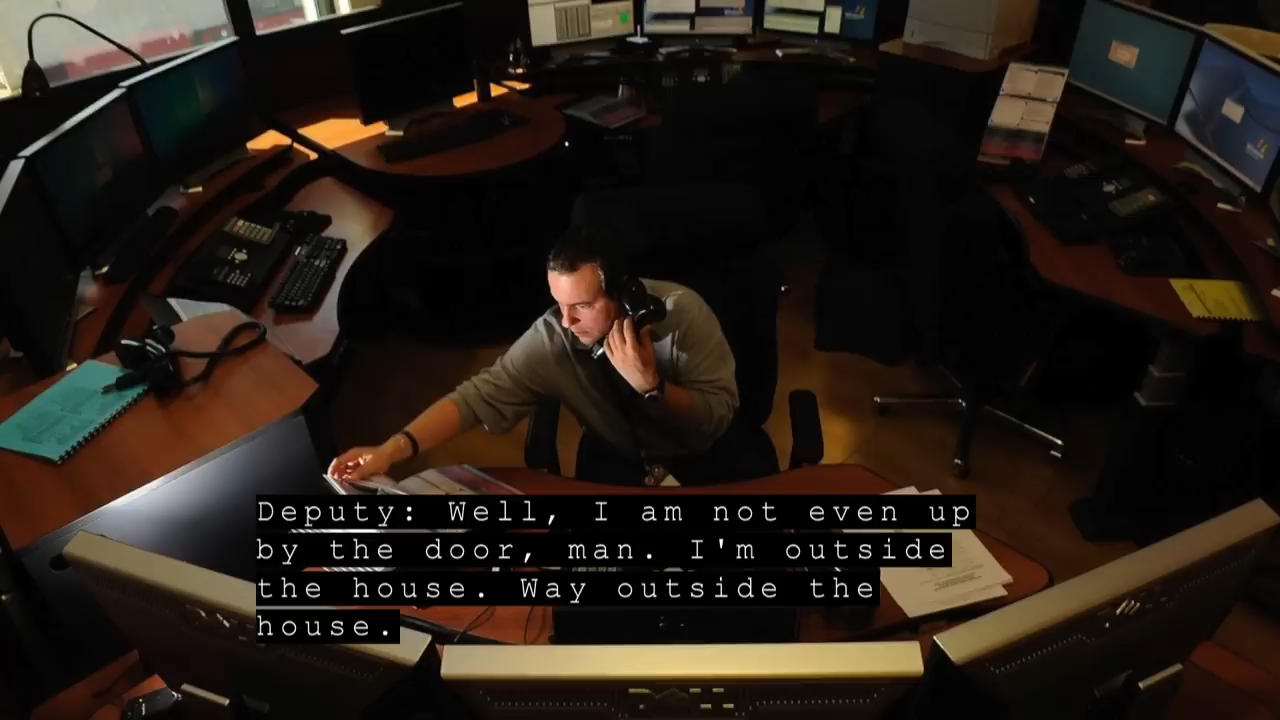 Deputy: Well, I am not even up
by the door, man. I'm outside
the house. Way outside the
house.